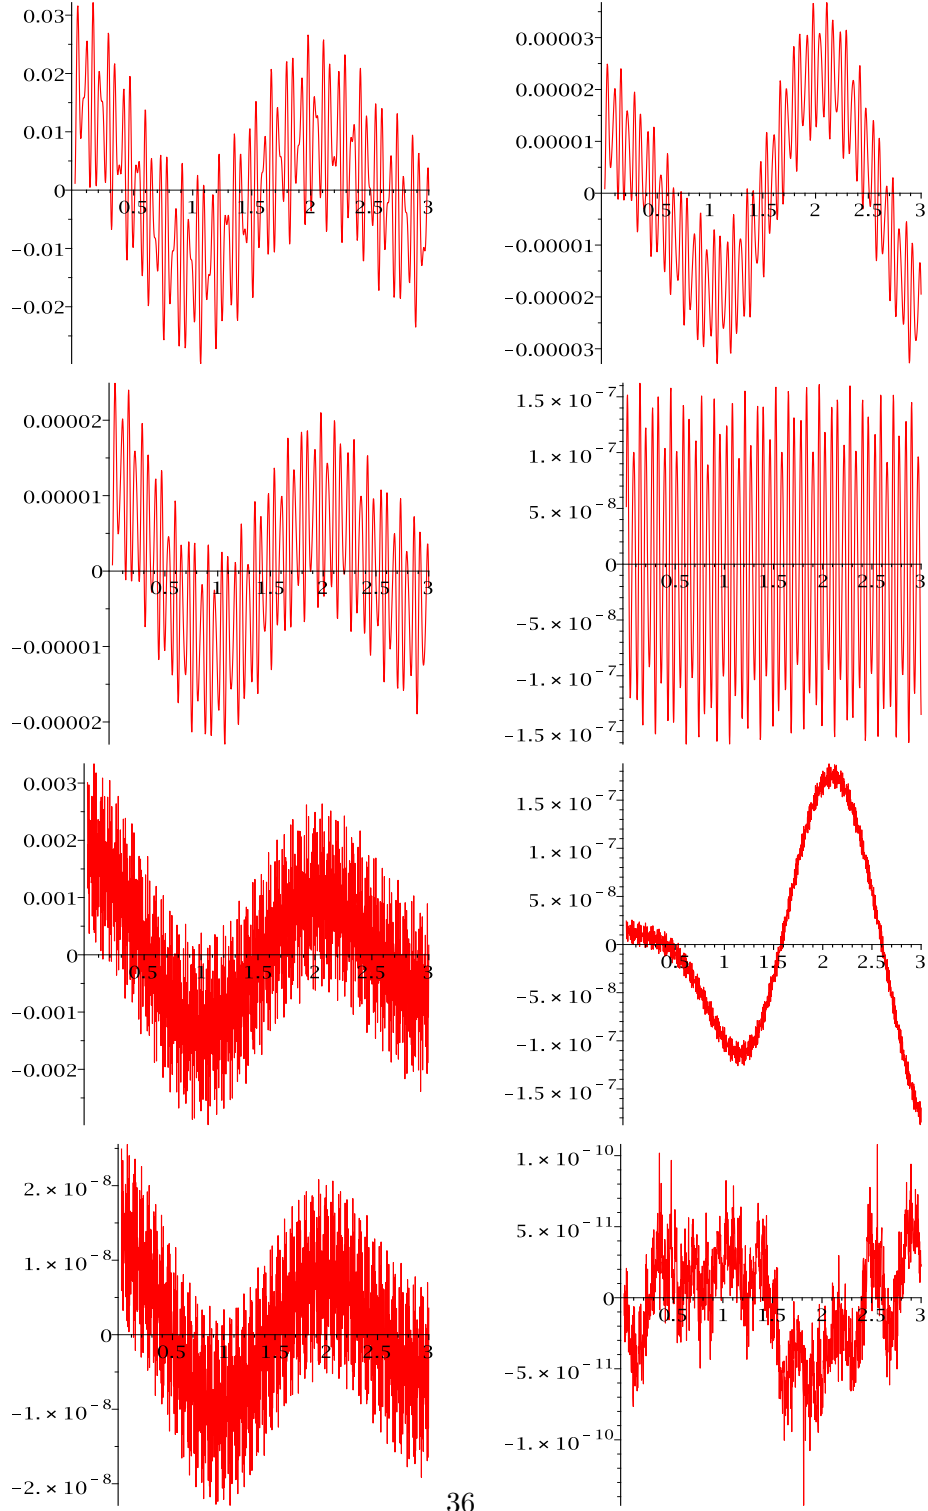 0.03
0.02
0.01
0
-0.01
-0.02
0.5 1 1.5 2 2.5 3
0.00003
0.00002
0.00001
0
-0.00001
-0.00002
-0.00003
0.5 1 1.5 2 2.5 3
0.00002
0.00001
0
-0.00001
-0.00002
0.5 1 1.5 2 2.5 3
1.5 × 10⁻⁷
1. × 10⁻⁷
5. × 10⁻⁸
0
-5. × 10⁻⁸
-1. × 10⁻⁷
-1.5 × 10⁻⁷
0.5 1 1.5 2 2.5 3
0.003
0.002
0.001
0
-0.001
-0.002
0.5 1 1.5 2 2.5 3
1.5 × 10⁻⁷
1. × 10⁻⁷
5. × 10⁻⁸
0
-5. × 10⁻⁸
-1. × 10⁻⁷
-1.5 × 10⁻⁷
0.5 1 1.5 2 2.5 3
2. × 10⁻⁸
1. × 10⁻⁸
0
-1. × 10⁻⁸
-2. × 10⁻⁸
0.5 1 1.5 2 2.5 3
1. × 10⁻¹⁰
5. × 10⁻¹¹
0
-5. × 10⁻¹¹
-1. × 10⁻¹⁰
0.5 1 1.5 2 2.5 3
36